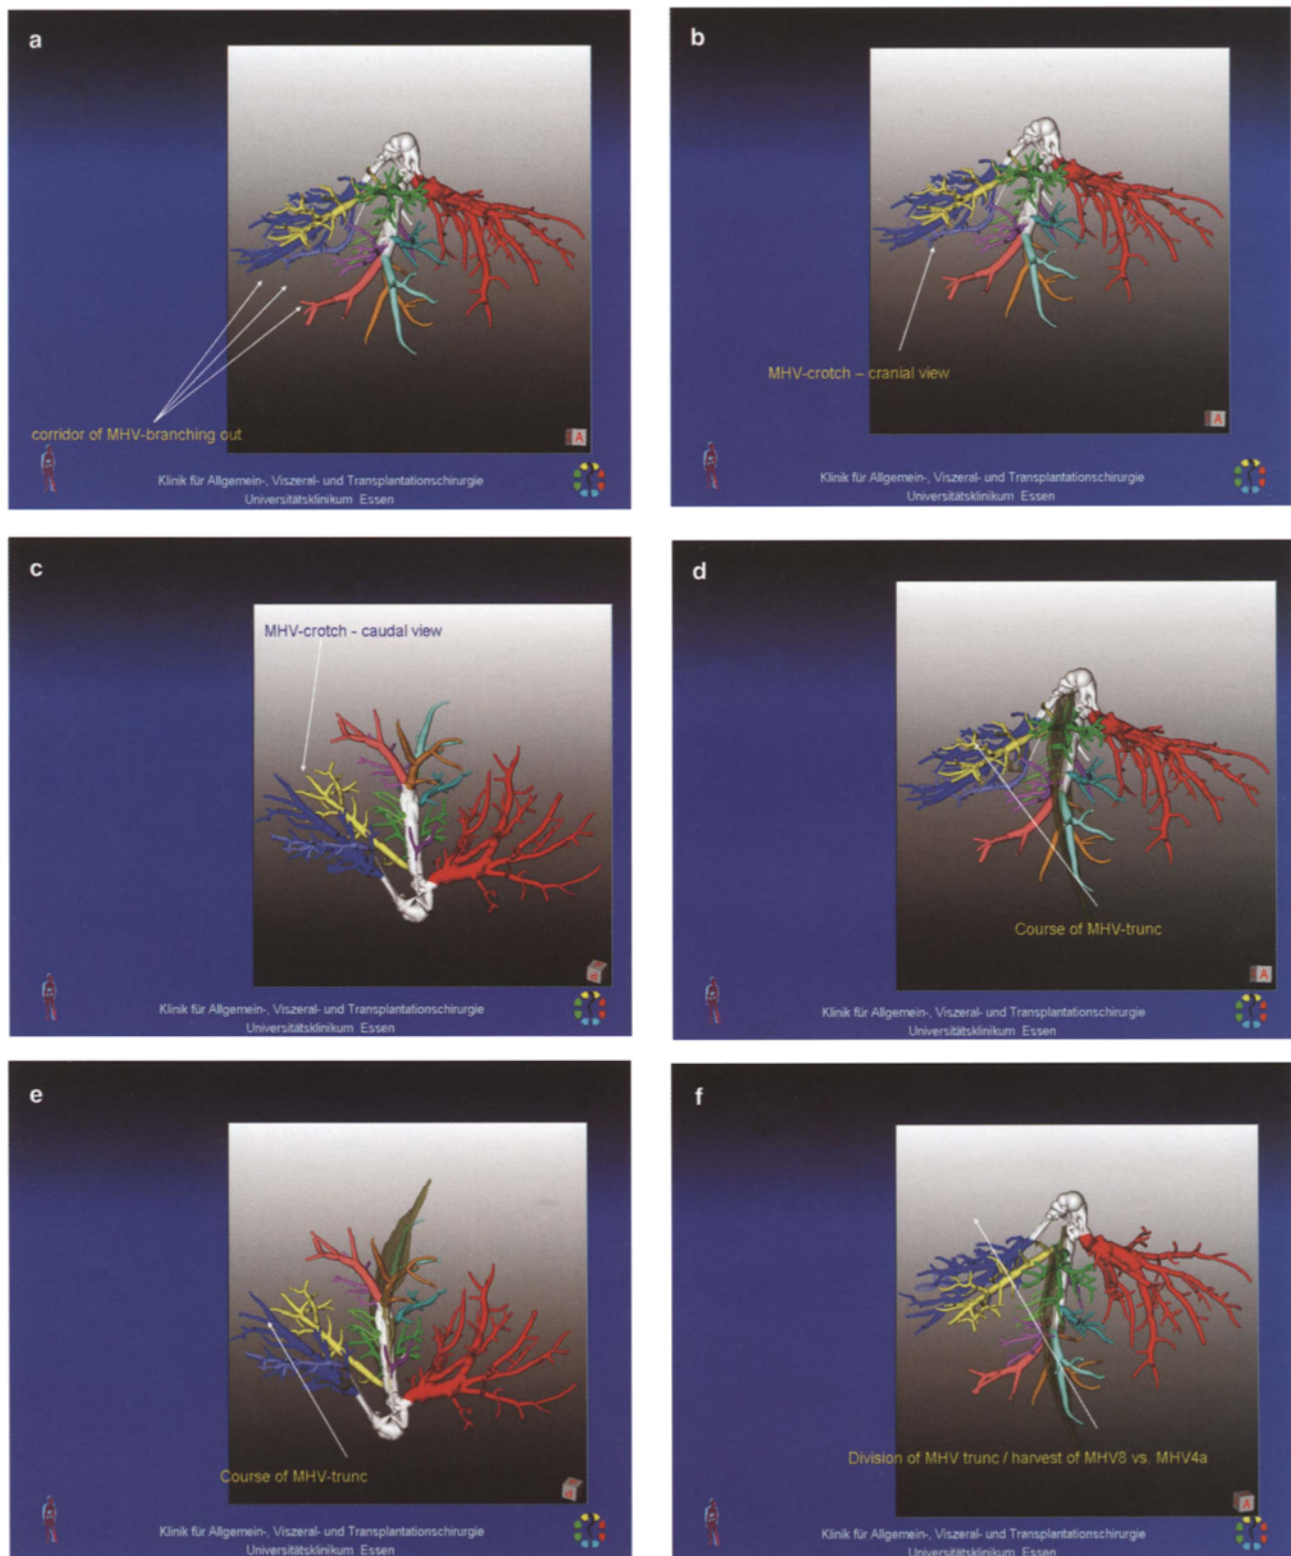 a
corridor of MHV-branching out
A
Klinik für Allgemein-, Viszeral- und Transplantationschirurgie
Universitätsklinikum Essen
b
MHV-crotch – cranial view
A
Klinik für Allgemein-, Viszeral- und Transplantationschirurgie
Universitätsklinikum Essen
c
MHV-crotch - caudal view
Klinik für Allgemein-, Viszeral- und Transplantationschirurgie
Universitätsklinikum Essen
d
Course of MHV-trunc
A
Klinik für Allgemein-, Viszeral- und Transplantationschirurgie
Universitätsklinikum Essen
e
Course of MHV-trunc
Klinik für Allgemein-, Viszeral- und Transplantationschirurgie
Universitätsklinikum Essen
f
Division of MHV trunc / harvest of MHV8 vs. MHV4a
A
Klinik für Allgemein-, Viszeral- und Transplantationschirurgie
Universitätsklinikum Essen